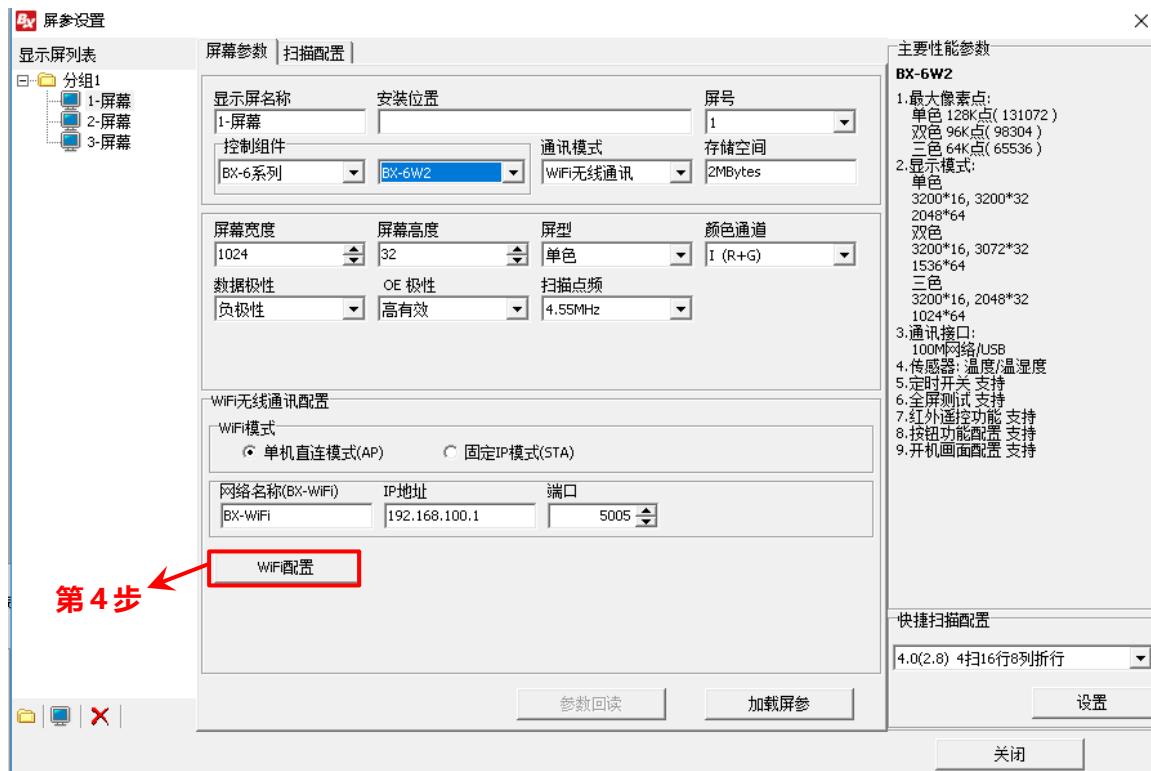 BX 屏参设置
显示屏列表
分组1
1-屏幕
2-屏幕
3-屏幕
屏幕参数 扫描配置
显示屏名称 安装位置 屏号
1-屏幕 1
控制组件 通讯模式 存储空间
BX-6系列 BX-6W2 WiFi无线通讯 2MBytes
屏幕宽度 屏幕高度 屏型 颜色通道
1024 32 单色 I (R+G)
数据极性 OE 极性 扫描点频
负极性 高有效 4.55MHz
WiFi无线通讯配置
WiFi模式
单机直连模式(AP) 固定IP模式(STA)
网络名称(BX-WiFi) IP地址 端口
BX-WiFi 192.168.100.1 5005
WiFi配置
第4步
参数回读 加载屏参
主要性能参数
BX-6W2
1.最大像素点:
单色 128K点( 131072 )
双色 96K点( 98304 )
三色 64K点( 65536 )
2.显示模式:
单色
3200*16, 3200*32
2048*64
双色
3200*16, 3072*32
1536*64
三色
3200*16, 2048*32
1024*64
3.通讯接口:
100M网络/USB
4.传感器: 温度/温湿度
5.定时开关 支持
6.全屏测试 支持
7.红外遥控功能 支持
8.按钮功能配置 支持
9.开机画面配置 支持
快捷扫描配置
4.0(2.8) 4扫16行8列折行
设置
关闭